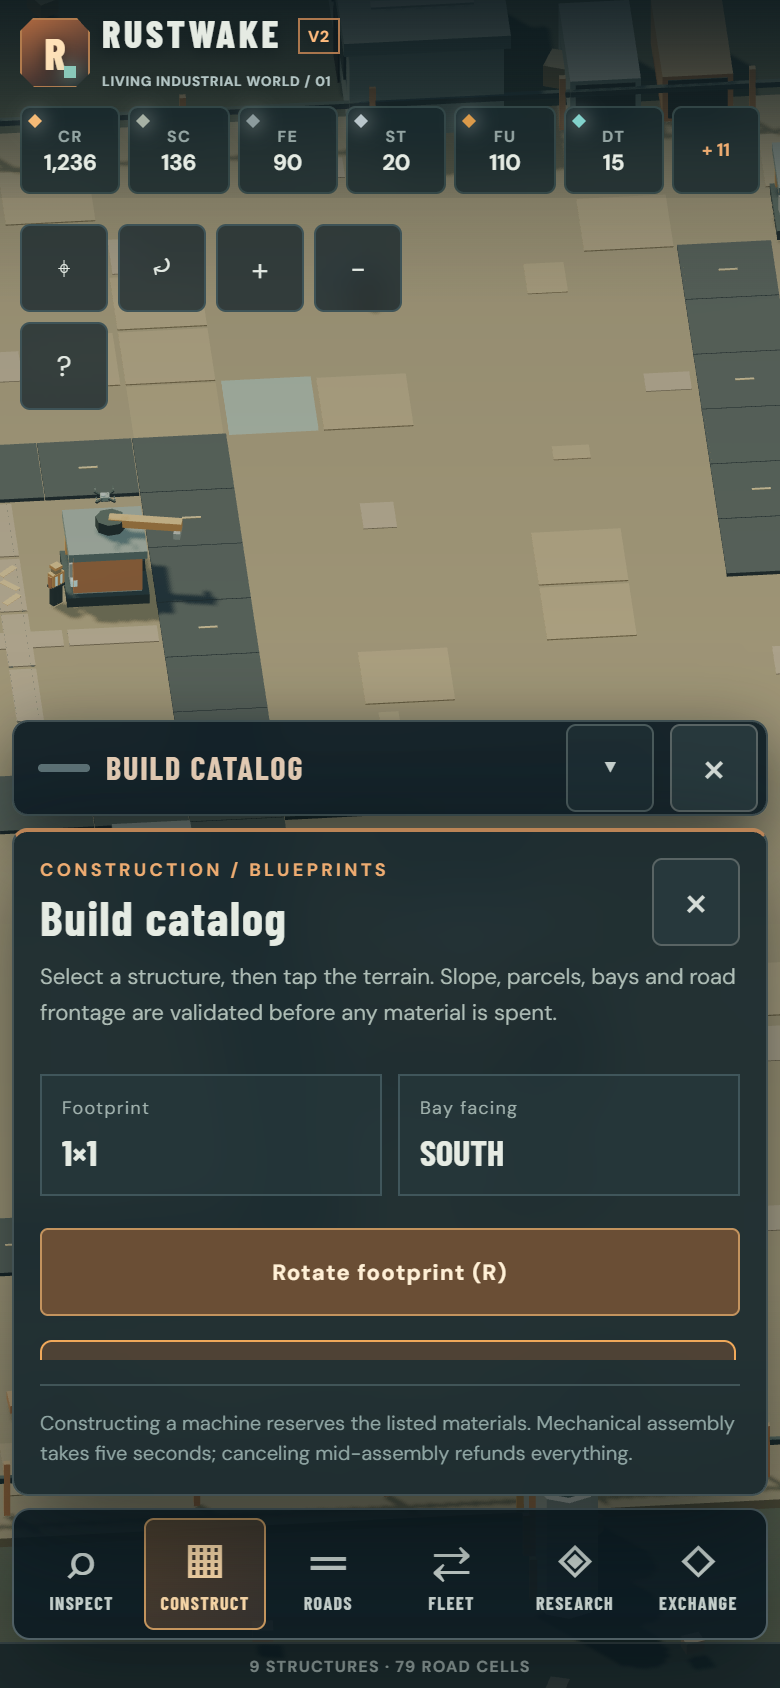 R
RUSTWAKE V2
LIVING INDUSTRIAL WORLD / 01
CR
1,236
SC
136
FE
90
ST
20
FU
110
DT
15
+ 11
+
-
?
BUILD CATALOG
CONSTRUCTION / BLUEPRINTS
Build catalog
Select a structure, then tap the terrain. Slope, parcels, bays and road
frontage are validated before any material is spent.
Footprint
1×1
Bay facing
SOUTH
Rotate footprint (R)
Constructing a machine reserves the listed materials. Mechanical assembly
takes five seconds; canceling mid-assembly refunds everything.
INSPECT
CONSTRUCT
ROADS
FLEET
RESEARCH
EXCHANGE
9 STRUCTURES · 79 ROAD CELLS